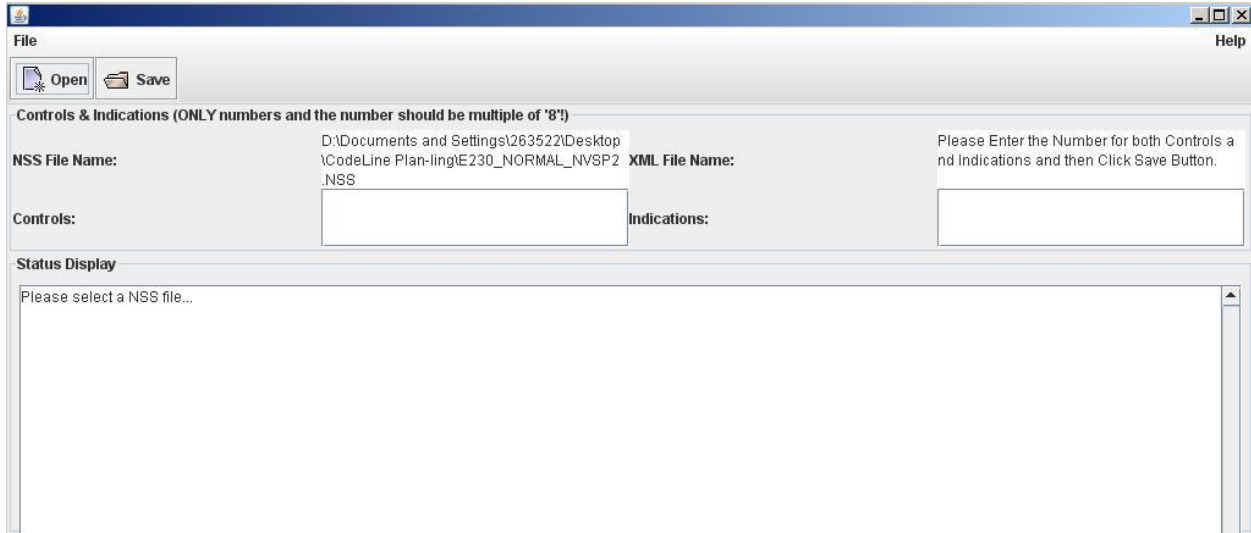 File Help
Open Save
Controls & Indications (ONLY numbers and the number should be multiple of '8'!)
NSS File Name:
D:\Documents and Settings\263522\Desktop
\CodeLine Plan-ling\E230_NORMAL_NVSP2
.NSS
XML File Name:
Please Enter the Number for both Controls a
nd Indications and then Click Save Button.
Controls:
Indications:
Status Display
Please select a NSS file...